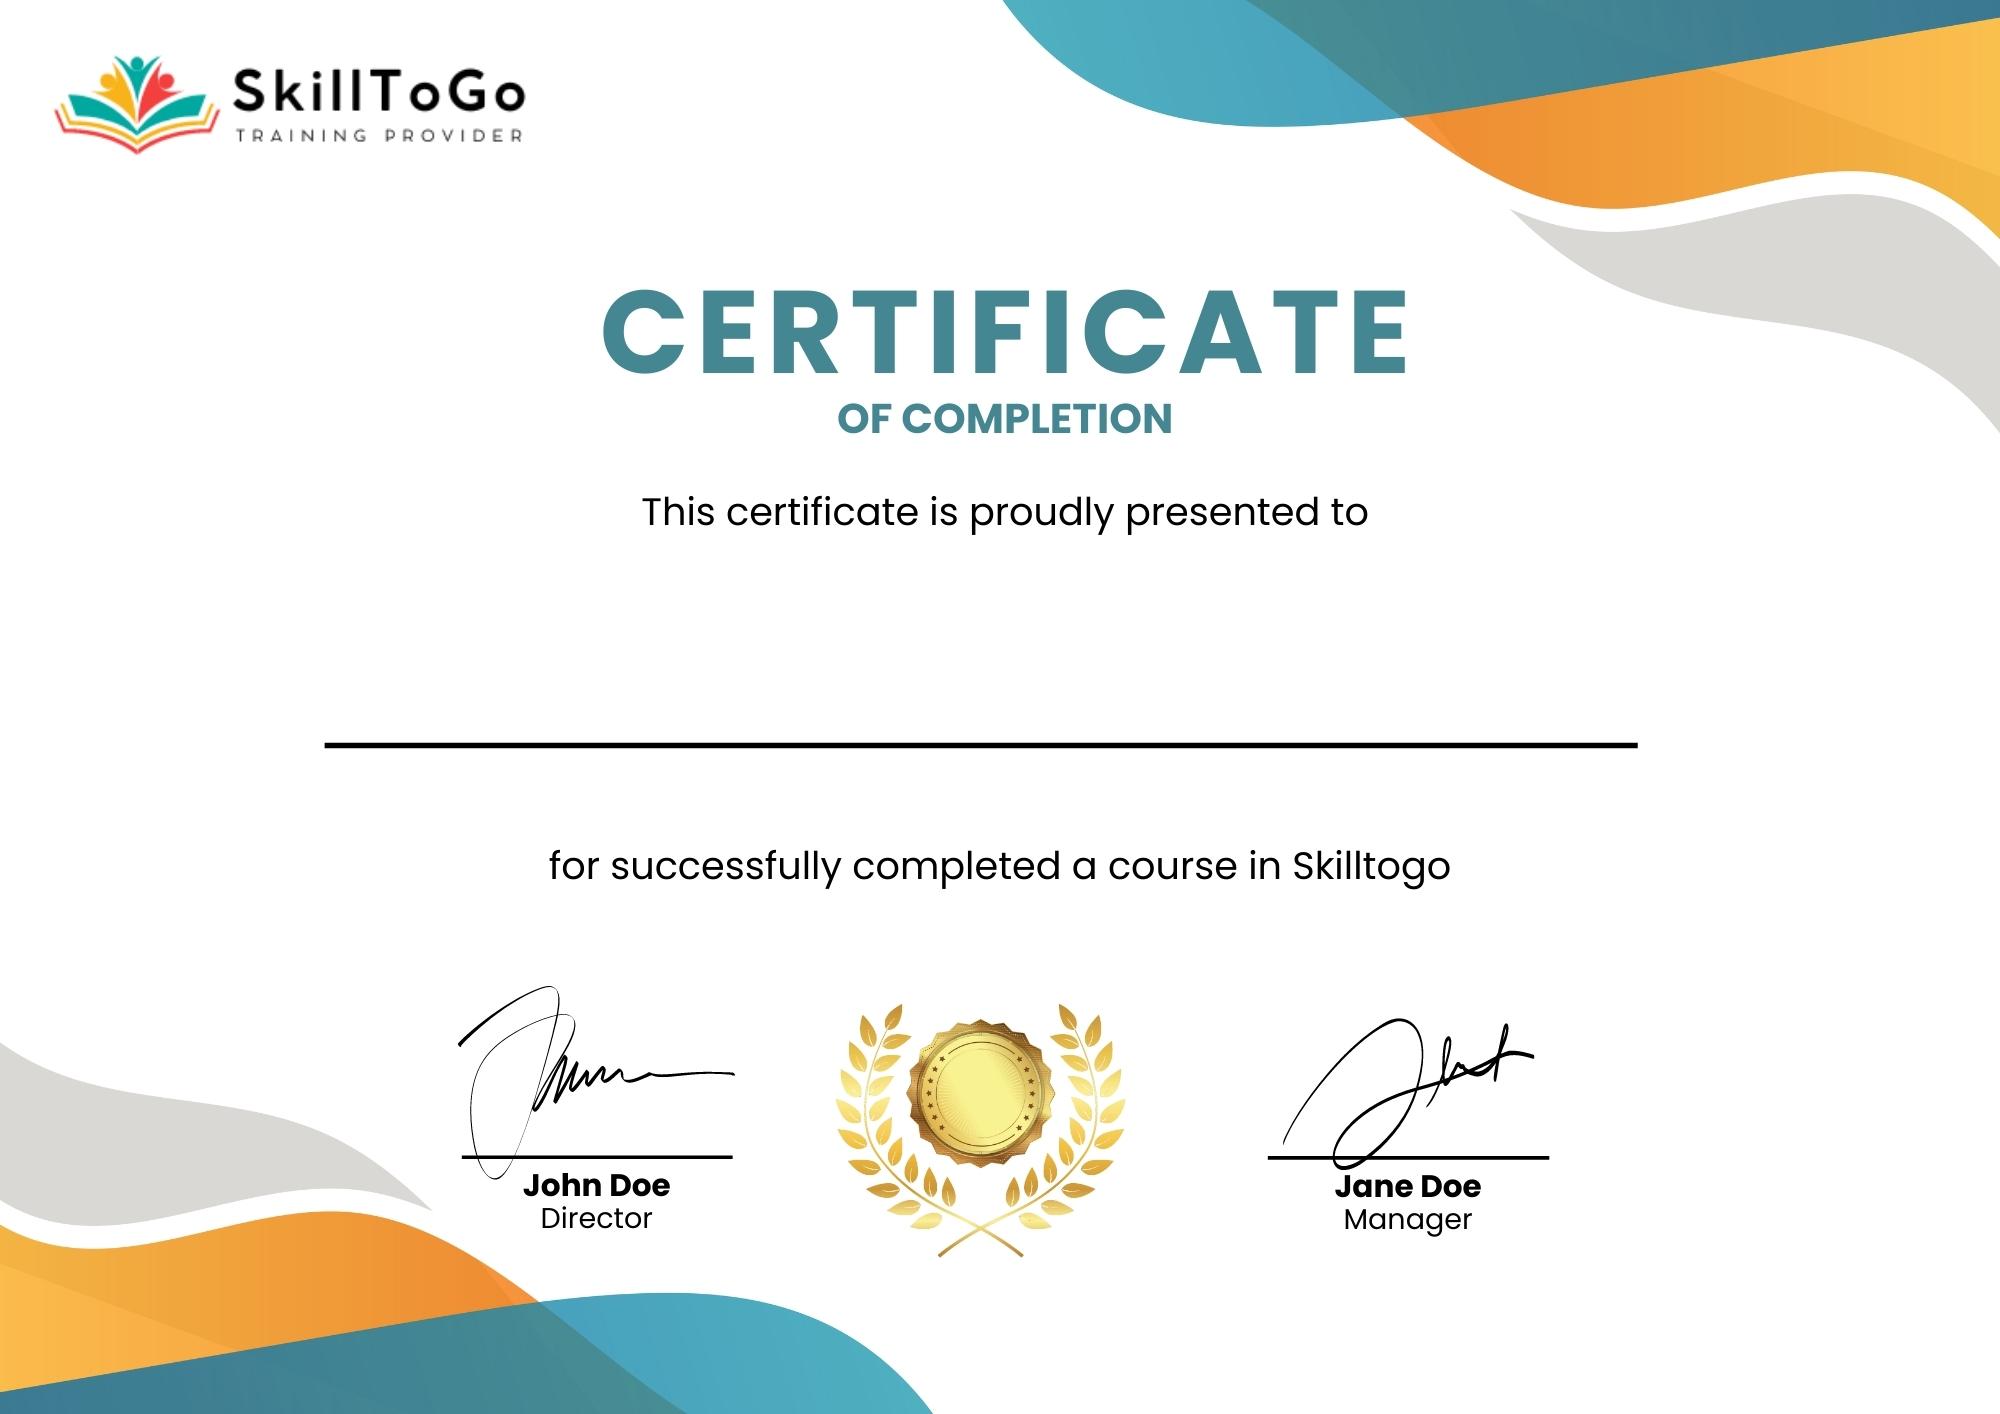 SkillToGo
TRAINING PROVIDER
CERTIFICATE
OF COMPLETION
This certificate is proudly presented to
for successfully completed a course in Skilltogo
John Doe
Director
Jane Doe
Manager